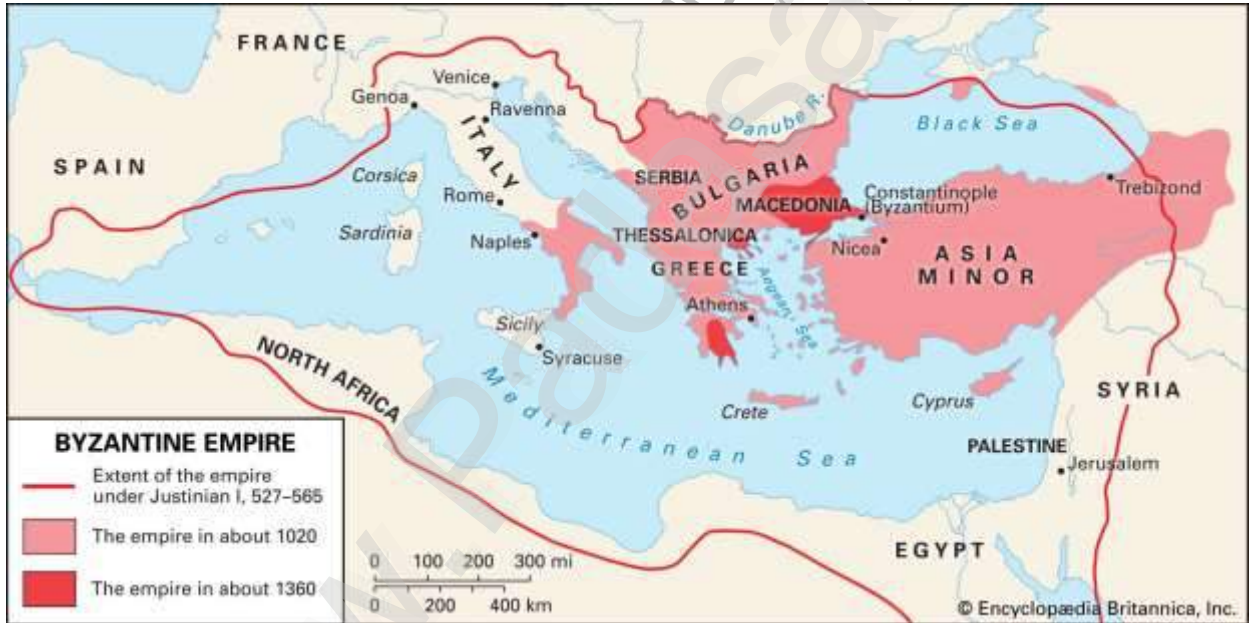 FRANCE
Venice
Genoa
Ravenna
ITALY
SPAIN
Corsica
Rome
Sardinia
Naples
Sicily
Syracuse
NORTH AFRICA
Mediterranean Sea
Danube R.
Black Sea
SERBIA
BULGARIA
MACEDONIA
Constantinople
(Byzantium)
Trebizond
THESSALONICA
Nicea
GREECE
ASIA
MINOR
Aegean Sea
Athens
Crete
Cyprus
SYRIA
PALESTINE
Jerusalem
EGYPT
BYZANTINE EMPIRE
Extent of the empire
under Justinian I, 527–565
The empire in about 1020
The empire in about 1360
0 100 200 300 mi
0 200 400 km
© Encyclopædia Britannica, Inc.